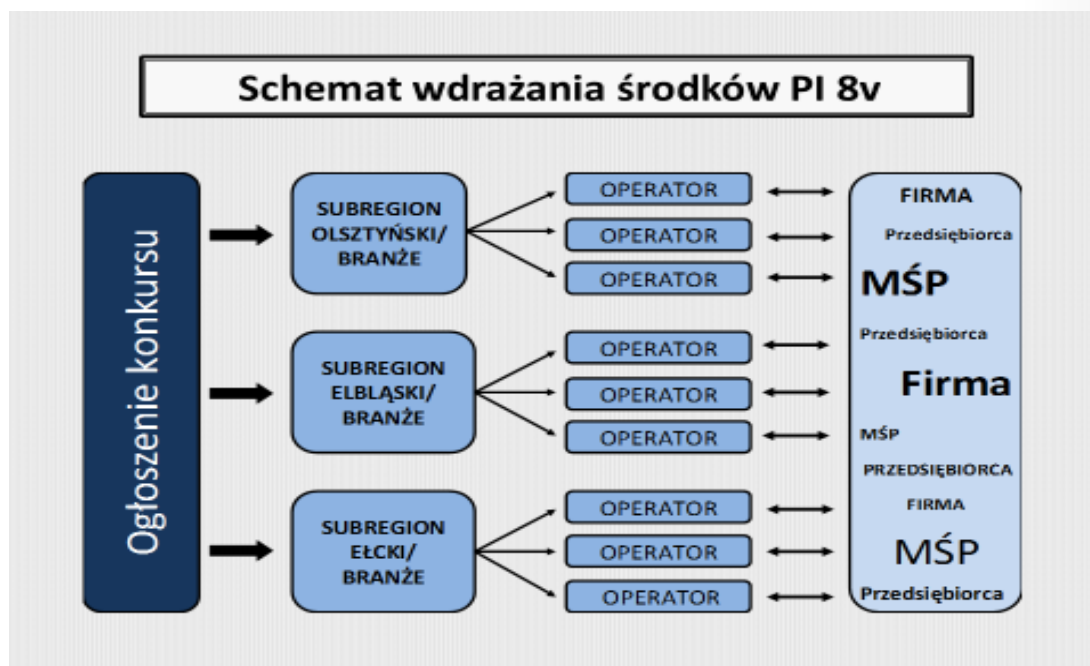 Schemat wdrażania środków PI 8v
Ogłoszenie konkursu
SUBREGION
OLSZTYŃSKI/
BRANŻE
OPERATOR
OPERATOR
OPERATOR
SUBREGION
ELBLĄSKI/
BRANŻE
OPERATOR
OPERATOR
OPERATOR
SUBREGION
EŁCKI/
BRANŻE
OPERATOR
OPERATOR
OPERATOR
FIRMA
Przedsiębiorca
MŚP
Przedsiębiorca
Firma
MŚP
PRZEDSIĘBIORCA
FIRMA
MŚP
Przedsiębiorca